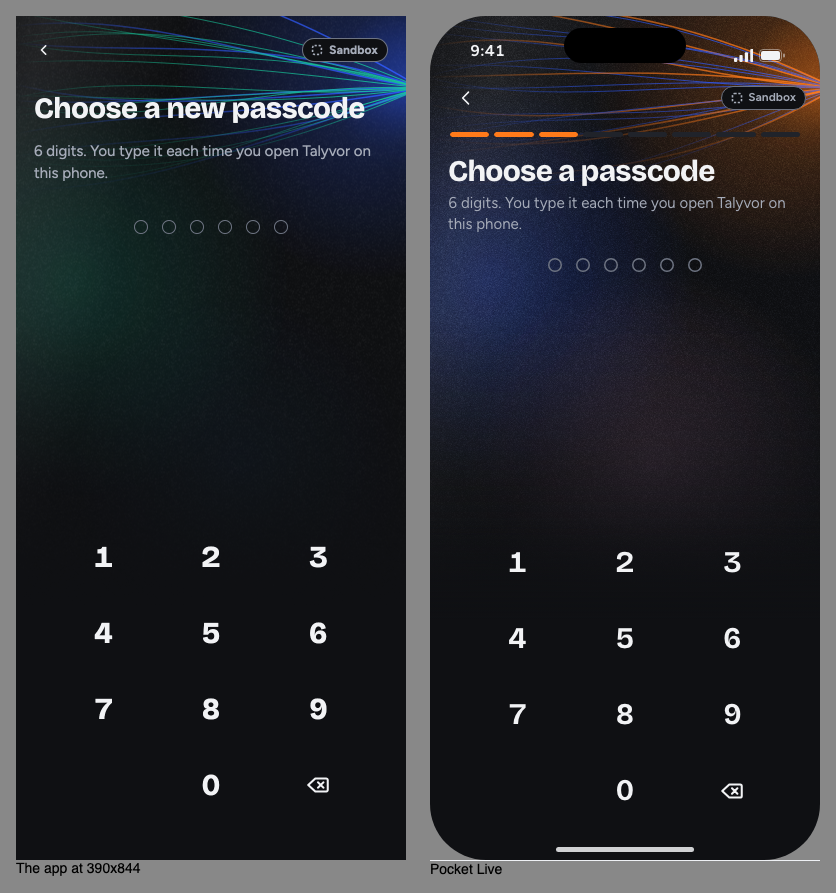 Sandbox
Choose a new passcode
6 digits. You type it each time you open Talyvor on
this phone.
1 2 3
4 5 6
7 8 9
0
The app at 390x844
9:41
Sandbox
Choose a passcode
6 digits. You type it each time you open Talyvor on
this phone.
1 2 3
4 5 6
7 8 9
0
Pocket Live